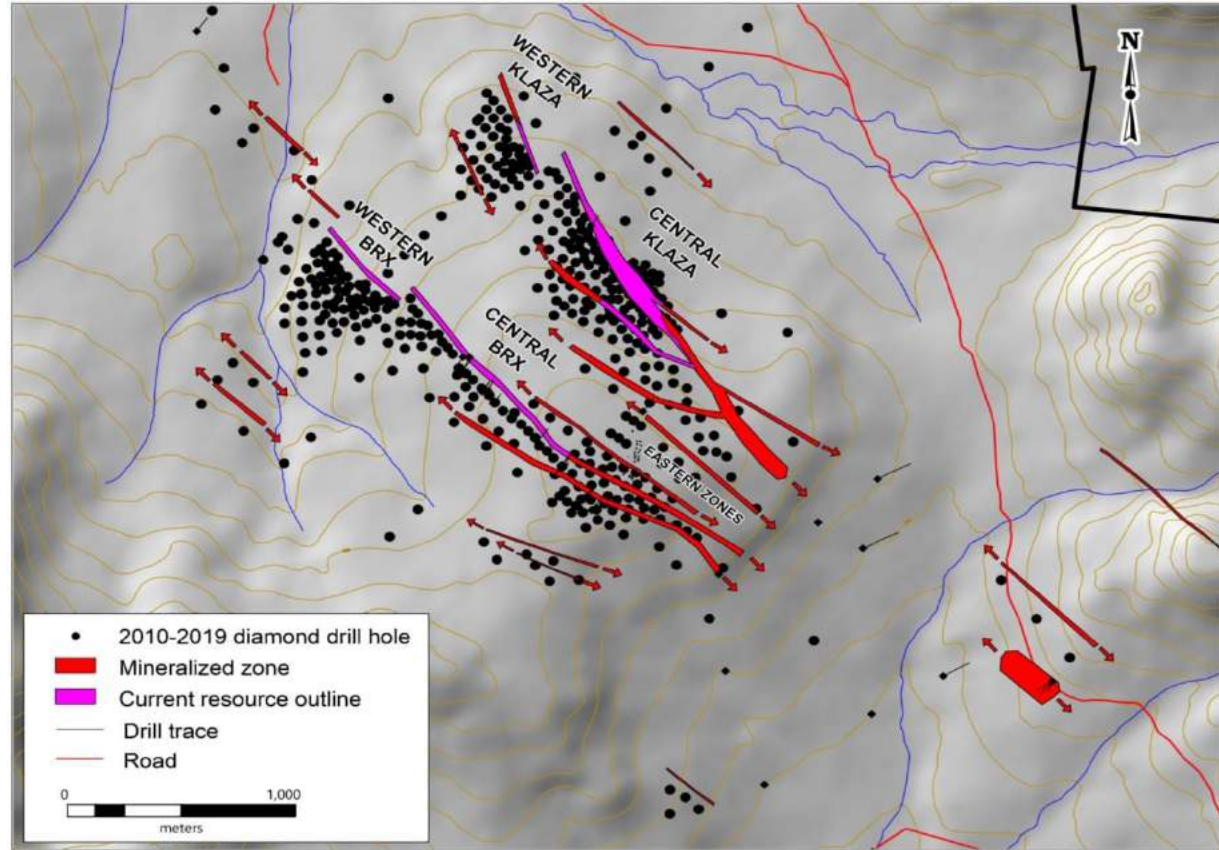 N
WESTERN
KLAZA
WESTERN
BRX
CENTRAL
KLAZA
CENTRAL
BRX
EASTERN ZONES
2010-2019 diamond drill hole
Mineralized zone
Current resource outline
Drill trace
Road
0 1,000
meters